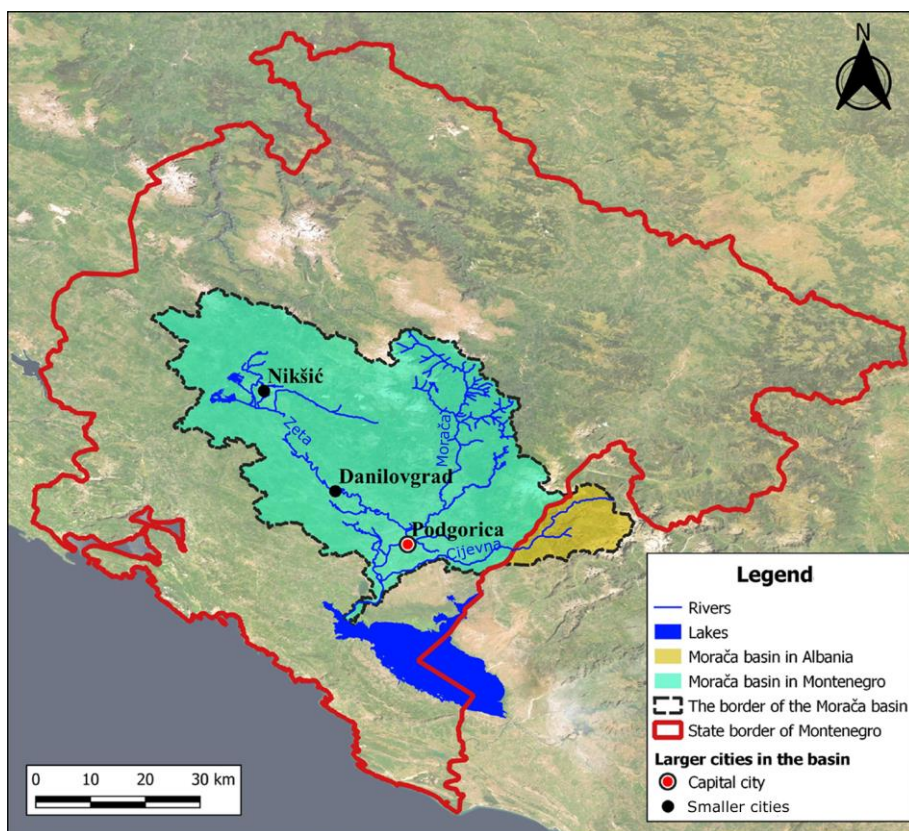 N
Nikšić
Zeta
Morača
Danilovgrad
Podgorica
Cijevna
Legend
Rivers
Lakes
Morača basin in Albania
Morača basin in Montenegro
The border of the Morača basin
State border of Montenegro
Larger cities in the basin
Capital city
Smaller cities
0 10 20 30 km